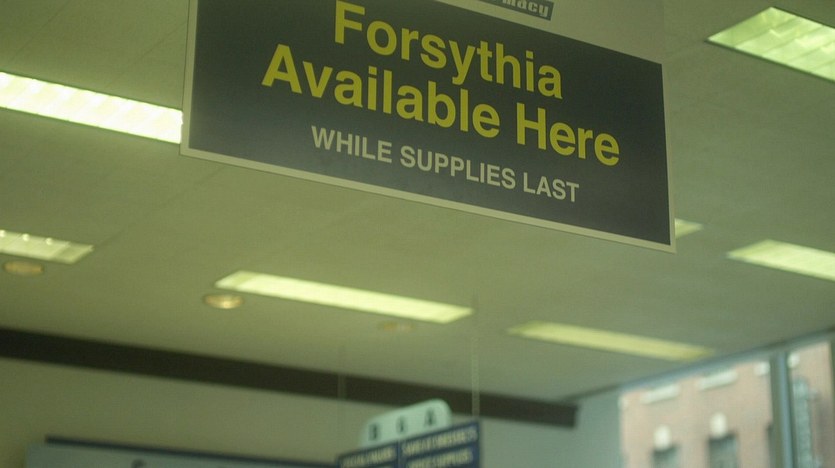 Forsythia
Available Here
WHILE SUPPLIES LAST